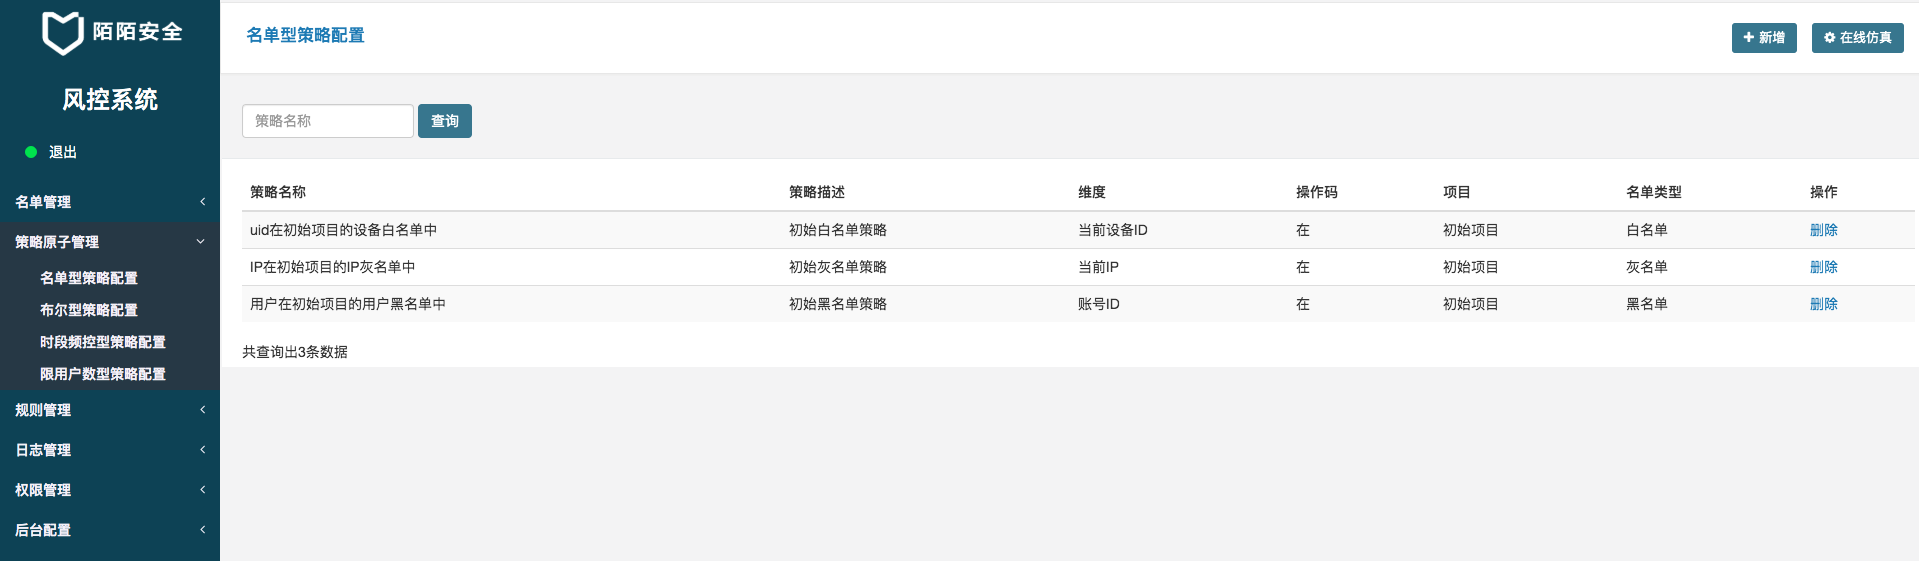 陌陌安全
风控系统
退出
名单管理
策略原子管理
名单型策略配置
布尔型策略配置
时段频控型策略配置
限用户数型策略配置
规则管理
日志管理
权限管理
后台配置
名单型策略配置
新增 在线仿真
策略名称 查询
策略名称 策略描述 维度 操作码 项目 名单类型 操作
uid在初始项目的设备白名单中 初始白名单策略 当前设备ID 在 初始项目 白名单 删除
IP在初始项目的IP灰名单中 初始灰名单策略 当前IP 在 初始项目 灰名单 删除
用户在初始项目的用户黑名单中 初始黑名单策略 账号ID 在 初始项目 黑名单 删除
共查询出3条数据